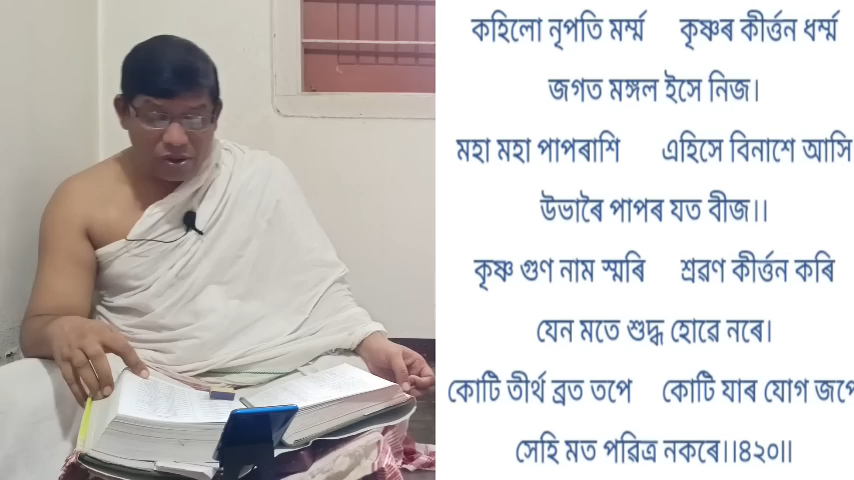 কহিলো নৃপতি মৰ্ম্ম কৃষ্ণৰ কীৰ্ত্তন ধৰ্ম্ম
জগত মঙ্গল ইসে নিজ।
মহা মহা পাপৰাশি এহিসে বিনাশে আসি
উভাৰৈ পাপৰ যত বীজ।।
কৃষ্ণ গুণ নাম স্মৰি শ্ৰৱণ কীৰ্ত্তন কৰি
যেন মতে শুদ্ধ হোৱে নৰে।
কোটি তীৰ্থ ব্ৰত তপে কোটি যাৰ যোগ জপে
সেহি মত পৱিত্ৰ নকৰে।।৪২০॥